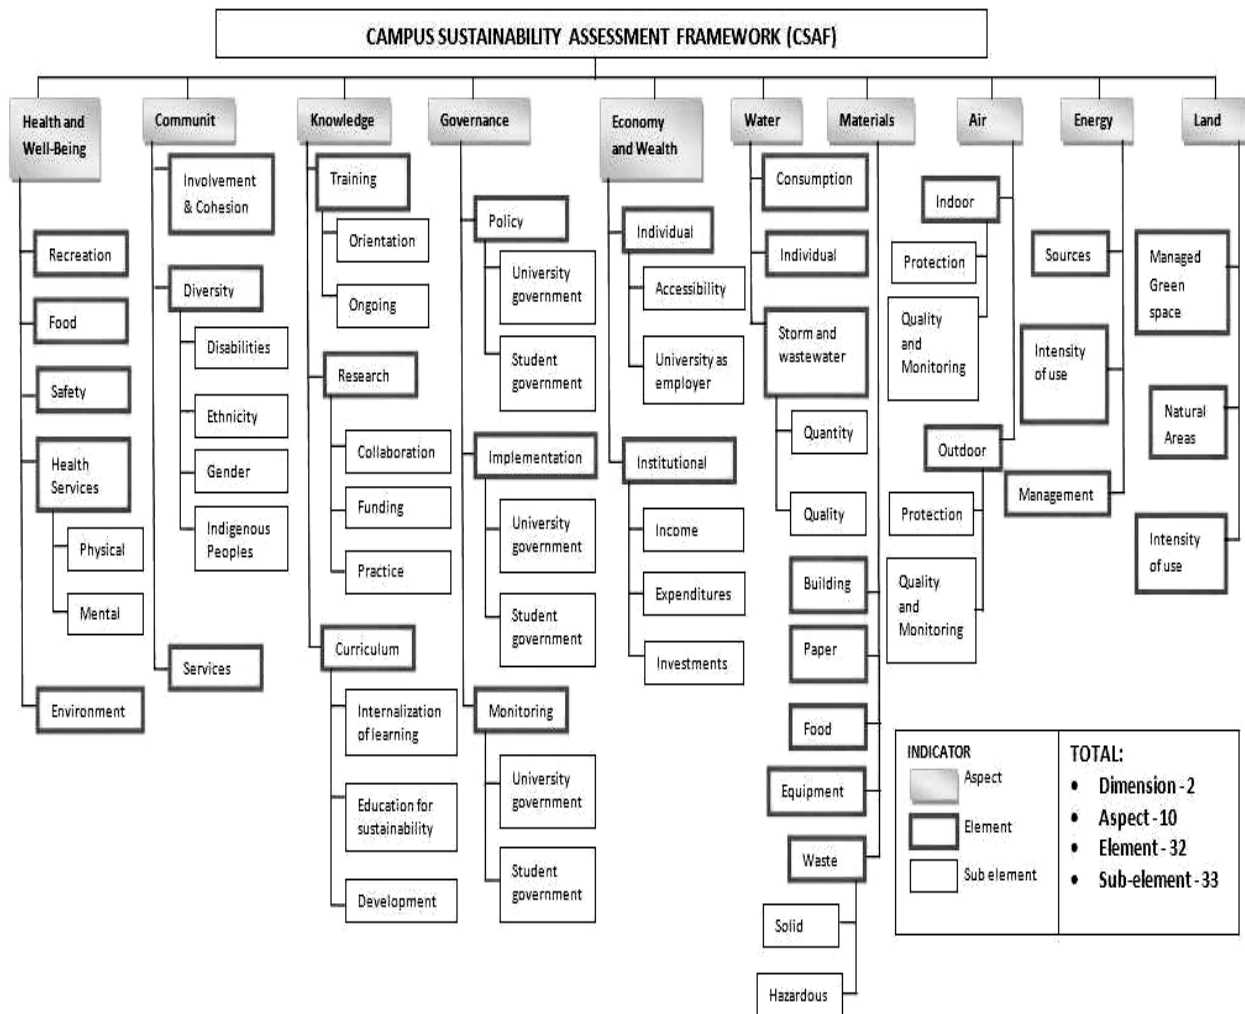 CAMPUS SUSTAINABILITY ASSESSMENT FRAMEWORK (CSAF)
Health and
Well-Being
Recreation
Food
Safety
Health
Services
Physical
Mental
Environment
Communit
Involvement
& Cohesion
Diversity
Disabilities
Ethnicity
Gender
Indigenous
Peoples
Services
Knowledge
Training
Orientation
Ongoing
Research
Collaboration
Funding
Practice
Curriculum
Internalization
of learning
Education for
sustainability
Development
Governance
Policy
University
government
Student
government
Implementation
University
government
Student
government
Monitoring
University
government
Student
government
Economy
and Wealth
Individual
Accessibility
University as
employer
Institutional
Income
Expenditures
Investments
Water
Consumption
Individual
Storm and
wastewater
Quantity
Quality
Materials
Building
Paper
Food
Equipment
Waste
Solid
Hazardous
Air
Indoor
Protection
Quality
and
Monitoring
Outdoor
Protection
Quality
and
Monitoring
Energy
Sources
Intensity
of use
Management
Land
Managed
Green
space
Natural
Areas
Intensity
of use
INDICATOR
Aspect
Element
Sub element
TOTAL:
• Dimension - 2
• Aspect - 10
• Element - 32
• Sub-element - 33